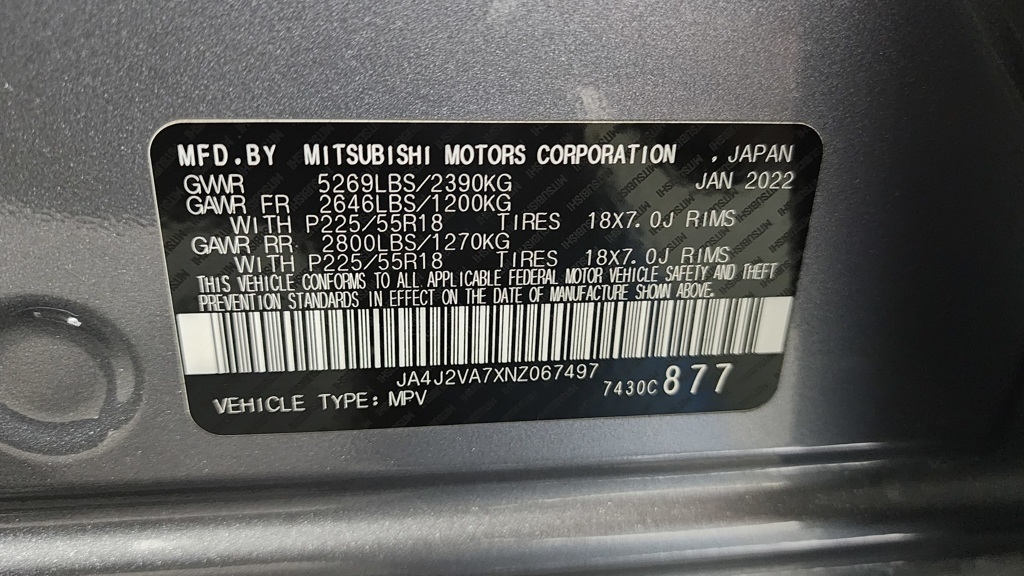 MFD.BY MITSUBISHI MOTORS CORPORATION . JAPAN
GVWR 5269LBS/2390KG JAN 2022
GAWR FR 2646LBS/1200KG
WITH P225/55R18 TIRES 18X7.0J RIMS
GAWR RR 2800LBS/1270KG
WITH P225/55R18 TIRES 18X7.0J RIMS
THIS VEHICLE CONFORMS TO ALL APPLICABLE FEDERAL MOTOR VEHICLE SAFETY AND THEFT
PREVENTION STANDARDS IN EFFECT ON THE DATE OF MANUFACTURE SHOWN ABOVE.
JA4J2VA7XNZ067497
7430C 877
VEHICLE TYPE: MPV